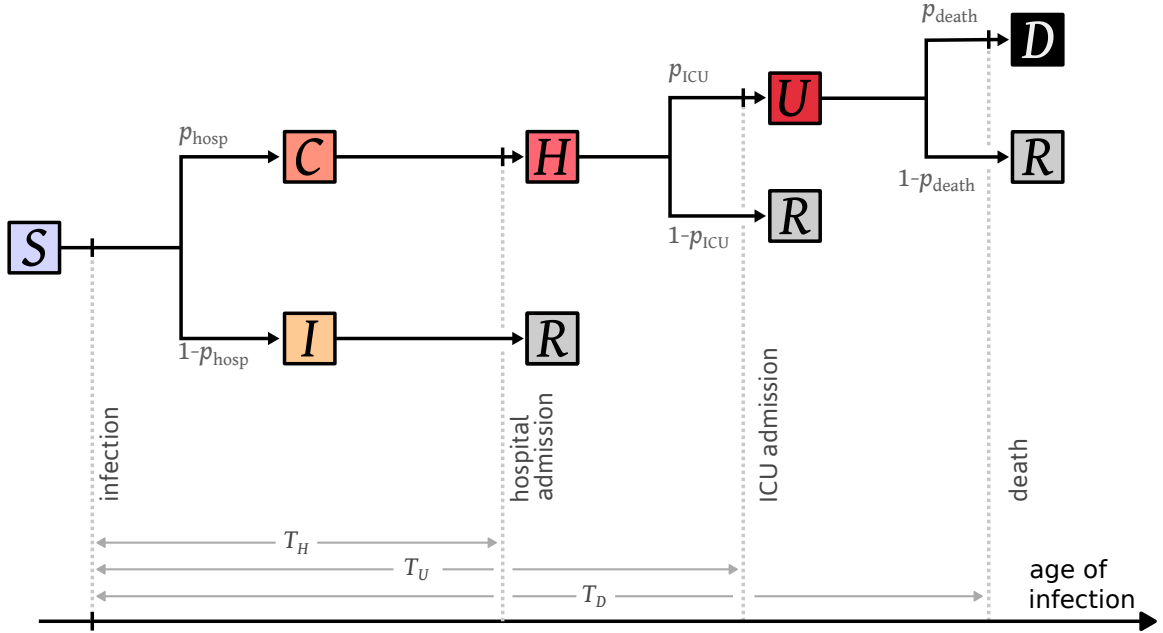 p_death
D
p_ICU
U
p_hosp
C
H
R
1-p_death
S
R
1-p_ICU
I
R
1-p_hosp
infection
hospital
admission
ICU admission
death
T_H
T_U
T_D
age of
infection